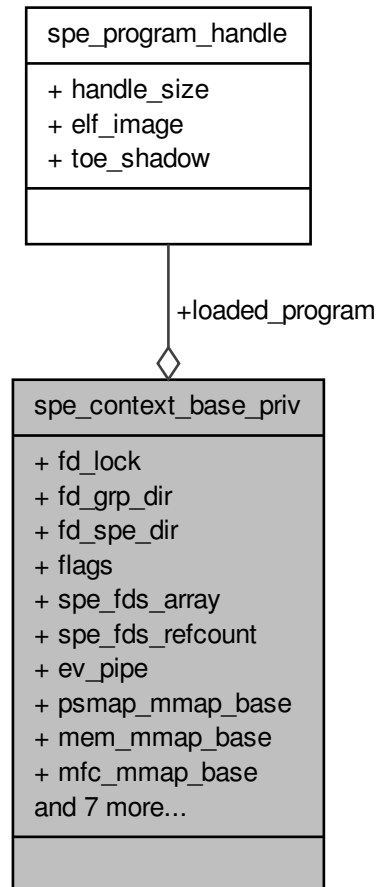 spe_program_handle
+ handle_size
+ elf_image
+ toe_shadow
+loaded_program
spe_context_base_priv
+ fd_lock
+ fd_grp_dir
+ fd_spe_dir
+ flags
+ spe_fds_array
+ spe_fds_refcount
+ ev_pipe
+ psmap_mmap_base
+ mem_mmap_base
+ mfc_mmap_base
and 7 more...